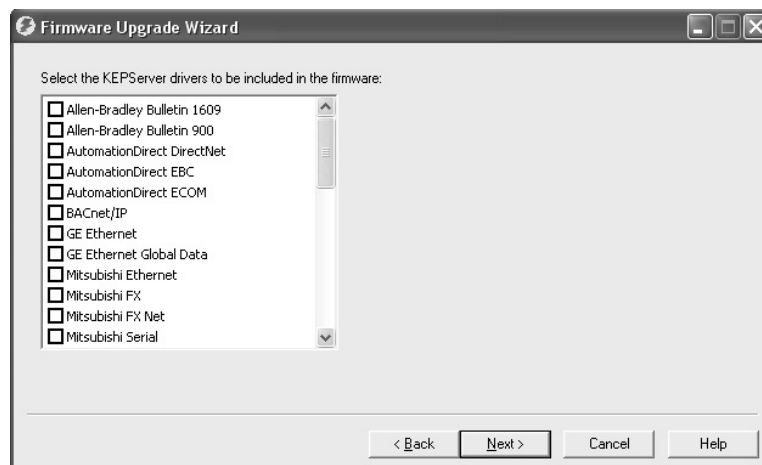 Firmware Upgrade Wizard
Select the KEPServer drivers to be included in the firmware:
Allen-Bradley Bulletin 1609
Allen-Bradley Bulletin 900
AutomationDirect DirectNet
AutomationDirect EBC
AutomationDirect ECOM
BACnet/IP
GE Ethernet
GE Ethernet Global Data
Mitsubishi Ethernet
Mitsubishi FX
Mitsubishi FX Net
Mitsubishi Serial
< Back Next > Cancel Help